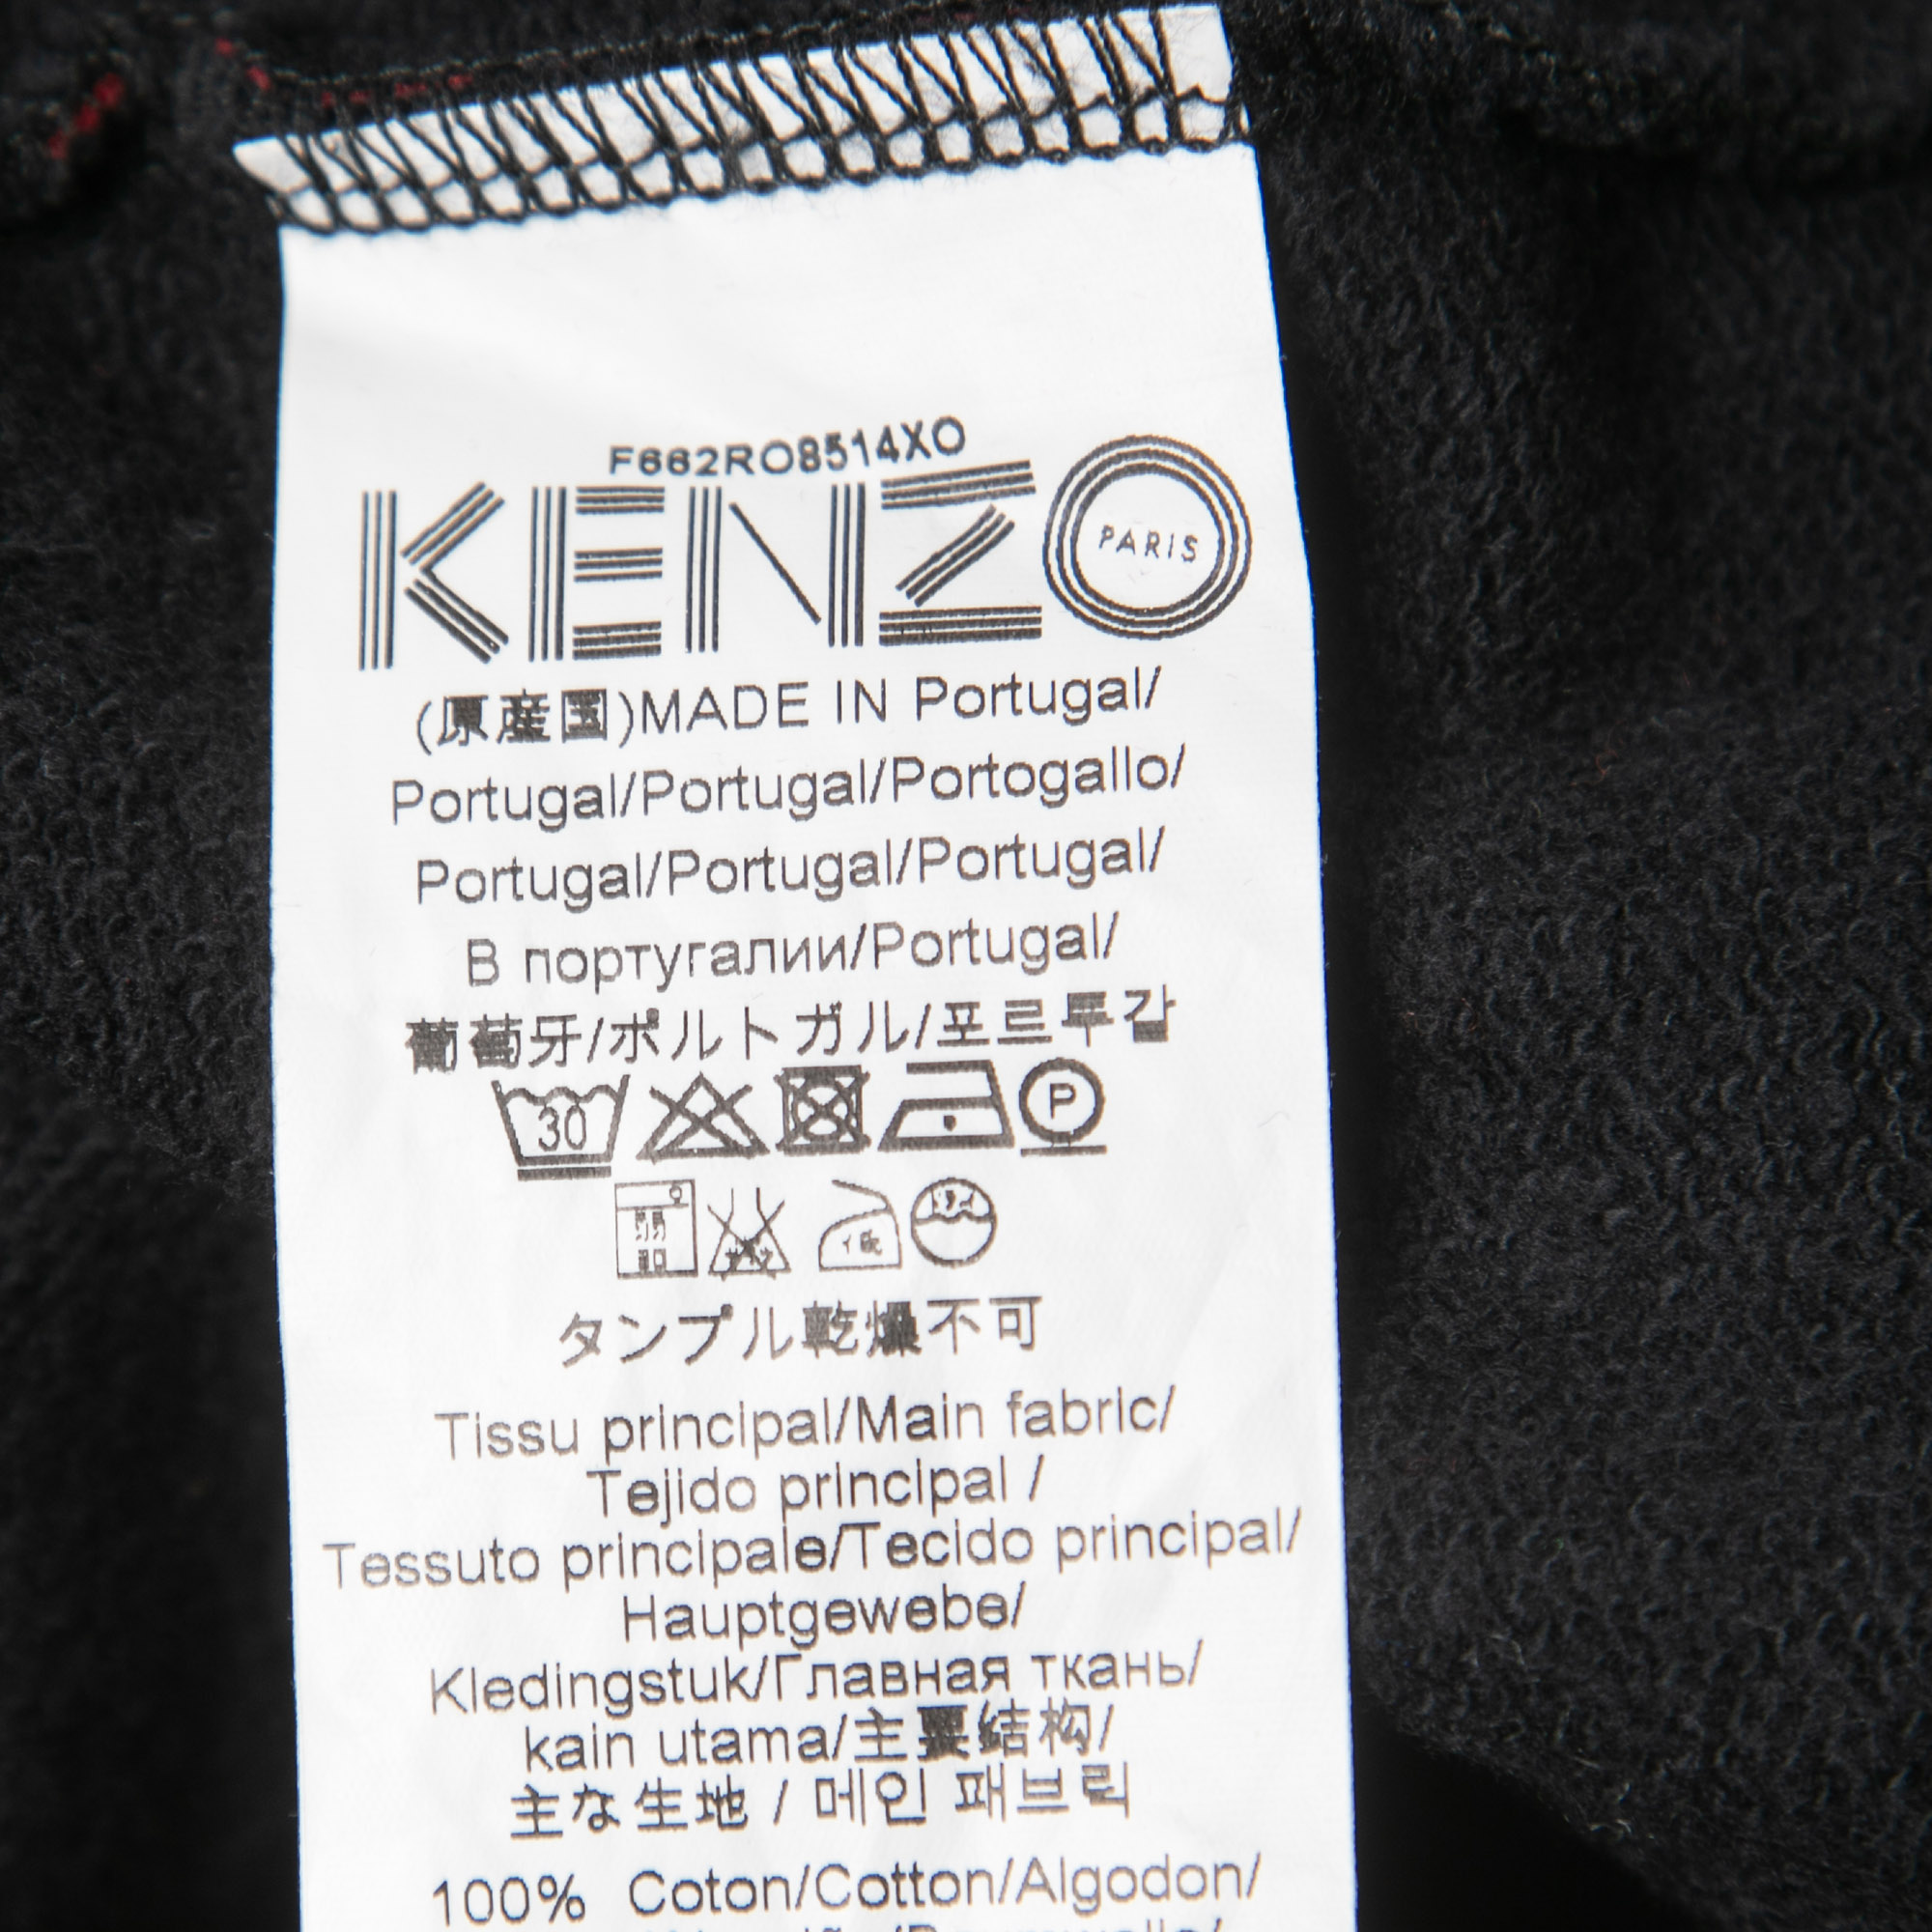 F662RO8514XO
KENZO
PARIS
(原産国)MADE IN Portugal/
Portugal/Portugal/Portogallo/
Portugal/Portugal/Portugal/
В португалии/Portugal/
葡萄牙/ポルトガル/포르투갈
30 P
タンブル乾燥不可
Tissu principal/Main fabric/
Tejido principal /
Tessuto principale/Tecido principal/
Hauptgewebe/
Kledingstuk/Главная ткань/
kain utama/主要结构/
主な生地 / 메인 패브릭
100% Coton/Cotton/Algodon/